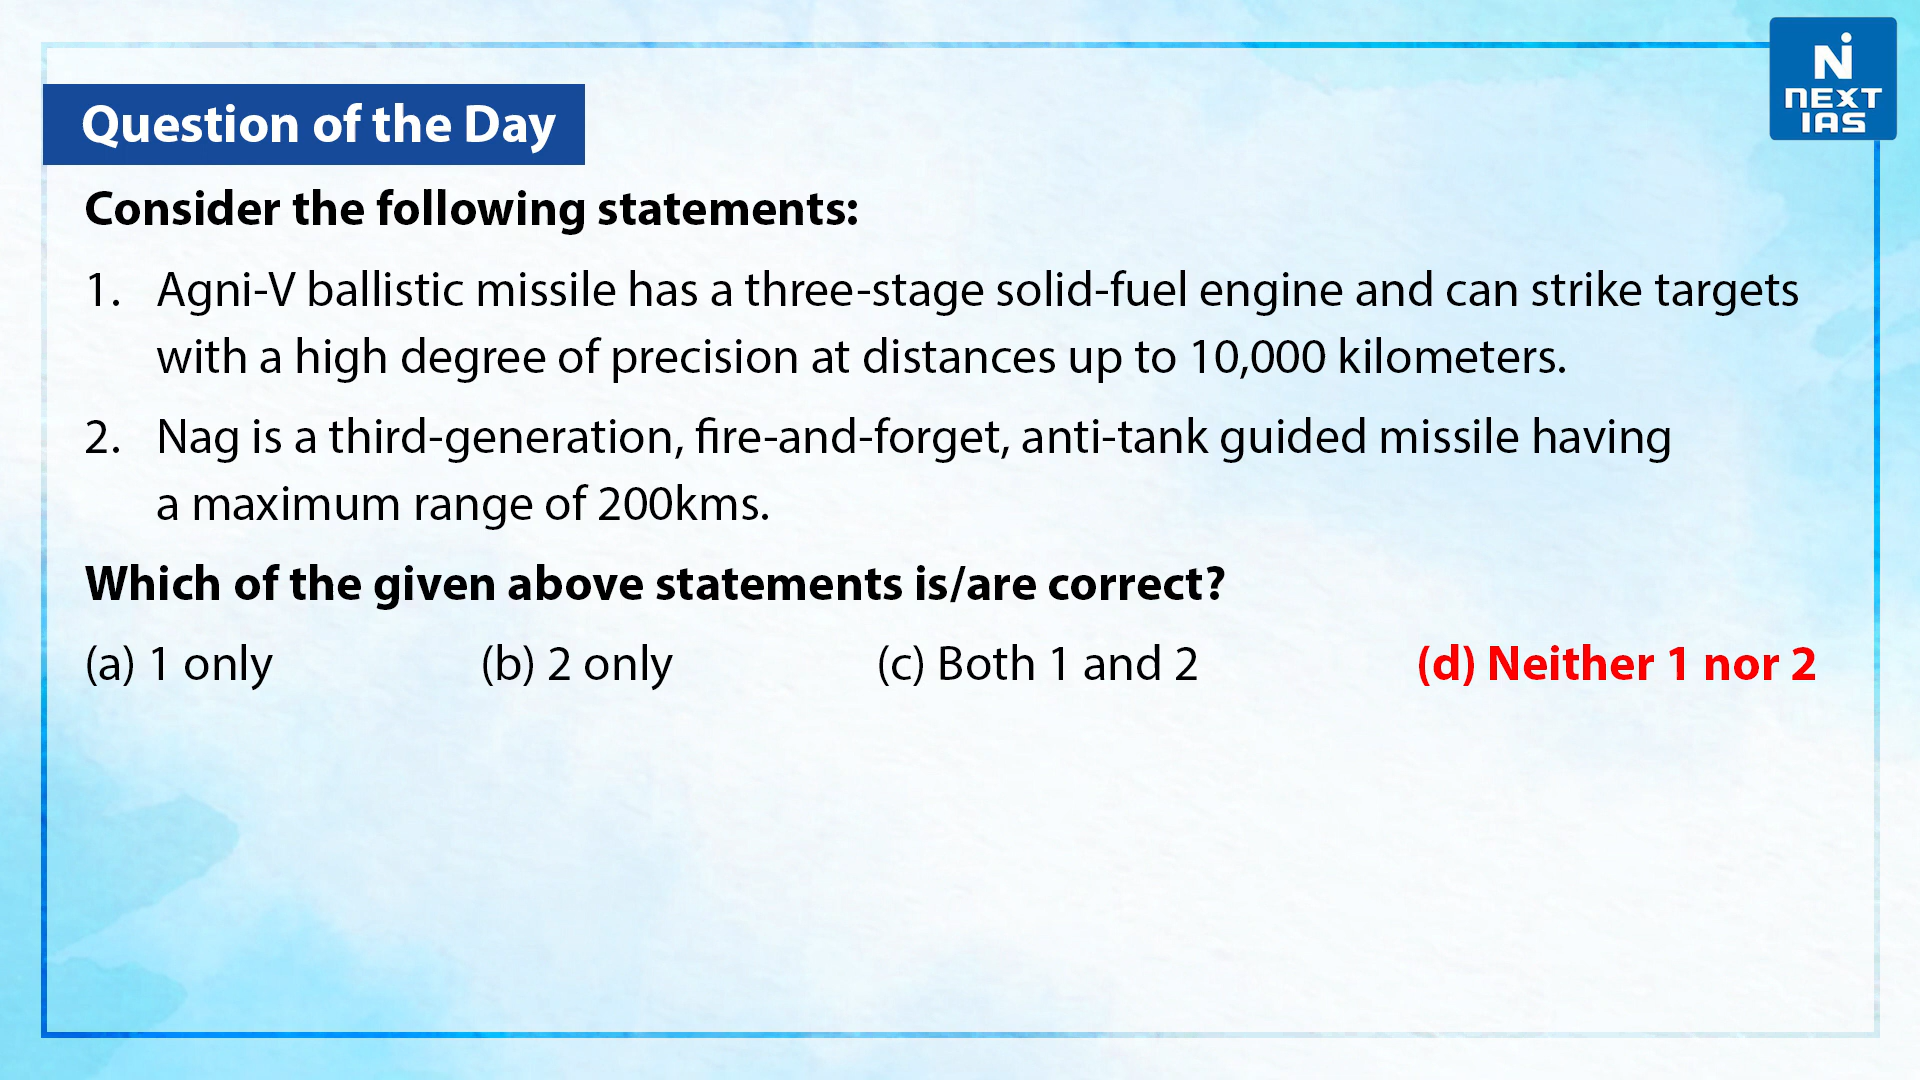 NEXT
IAS
Question of the Day
Consider the following statements:
1. Agni-V ballistic missile has a three-stage solid-fuel engine and can strike targets
with a high degree of precision at distances up to 10,000 kilometers.
2. Nag is a third-generation, fire-and-forget, anti-tank guided missile having
a maximum range of 200kms.
Which of the given above statements is/are correct?
(a) 1 only (b) 2 only (c) Both 1 and 2 (d) Neither 1 nor 2